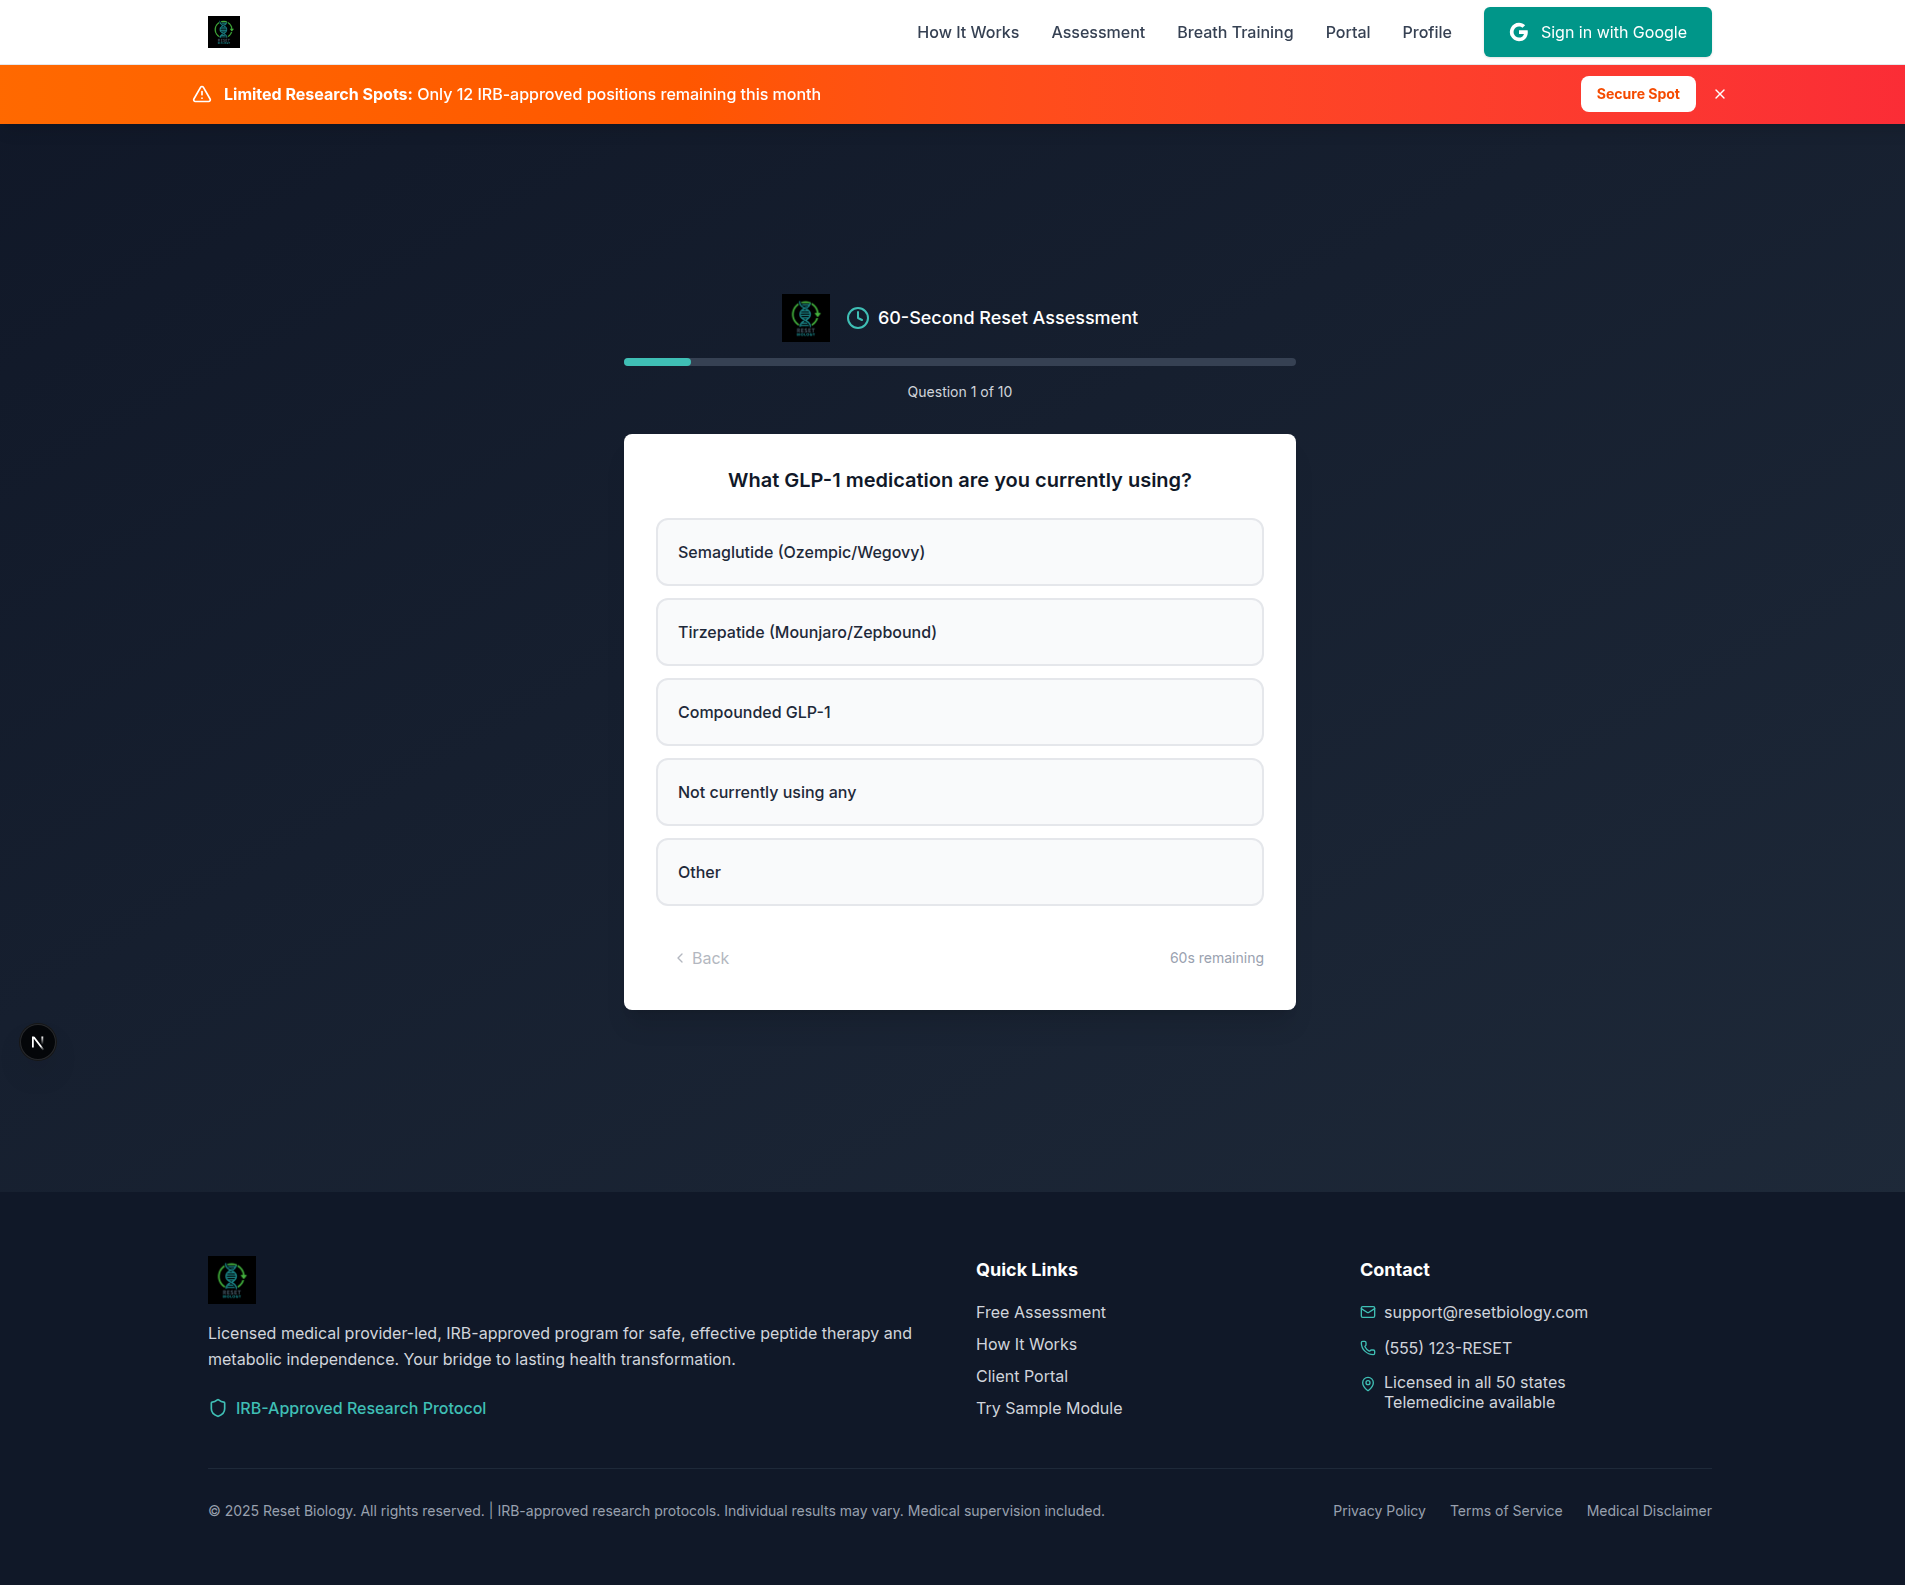 How It Works
Assessment
Breath Training
Portal
Profile
Sign in with Google
Limited Research Spots: Only 12 IRB-approved positions remaining this month
Secure Spot
60-Second Reset Assessment
Question 1 of 10
What GLP-1 medication are you currently using?
Semaglutide (Ozempic/Wegovy)
Tirzepatide (Mounjaro/Zepbound)
Compounded GLP-1
Not currently using any
Other
Back
60s remaining
N
RESET
Licensed medical provider-led, IRB-approved program for safe, effective peptide therapy and
metabolic independence. Your bridge to lasting health transformation.
IRB-Approved Research Protocol
Quick Links
Free Assessment
How It Works
Client Portal
Try Sample Module
Contact
support@resetbiology.com
(555) 123-RESET
Licensed in all 50 states
Telemedicine available
© 2025 Reset Biology. All rights reserved. | IRB-approved research protocols. Individual results may vary. Medical supervision included.
Privacy Policy
Terms of Service
Medical Disclaimer